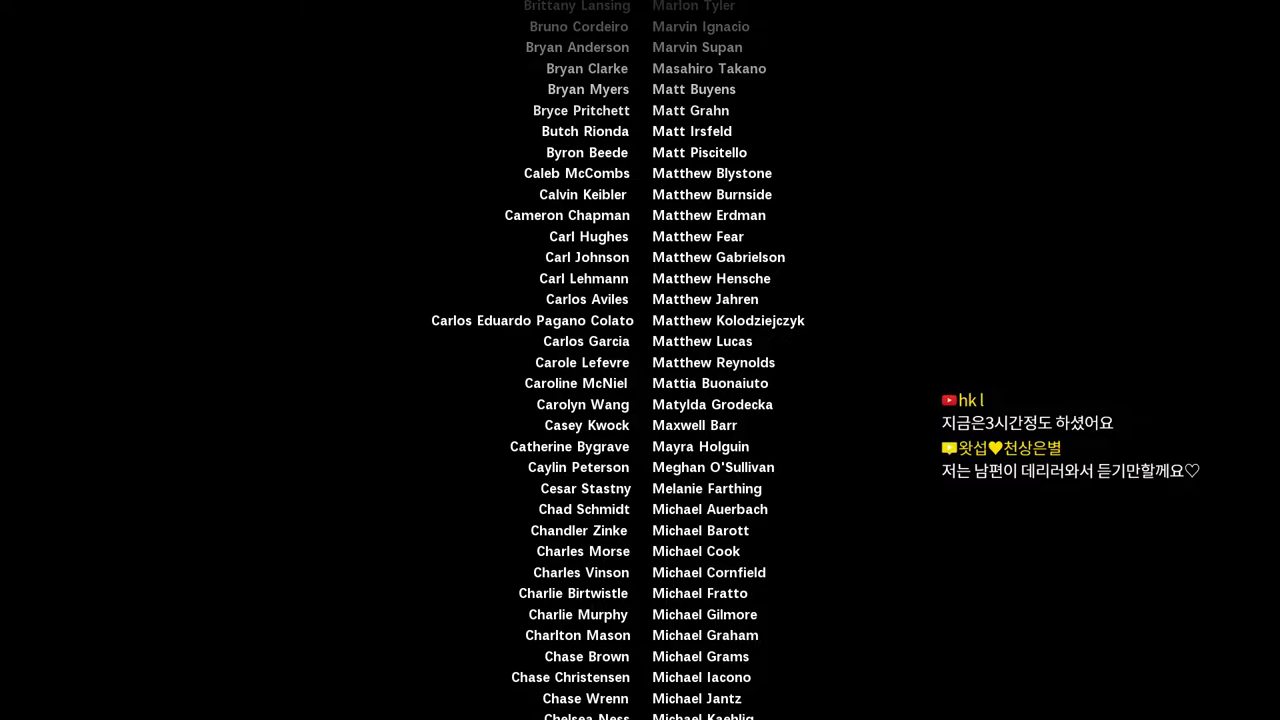 Brittany Lansing Marlon Tyler
Bruno Cordeiro Marvin Ignacio
Bryan Anderson Marvin Supan
Bryan Clarke Masahiro Takano
Bryan Myers Matt Buyens
Bryce Pritchett Matt Grahn
Butch Rionda Matt Irsfeld
Byron Beede Matt Piscitello
Caleb McCombs Matthew Blystone
Calvin Keibler Matthew Burnside
Cameron Chapman Matthew Erdman
Carl Hughes Matthew Fear
Carl Johnson Matthew Gabrielson
Carl Lehmann Matthew Hensche
Carlos Aviles Matthew Jahren
Carlos Eduardo Pagano Colato Matthew Kolodziejczyk
Carlos Garcia Matthew Lucas
Carole Lefevre Matthew Reynolds
Caroline McNiel Mattia Buonaiuto
Carolyn Wang Matylda Grodecka
Casey Kwock Maxwell Barr
Catherine Bygrave Mayra Holguin
Caylin Peterson Meghan O'Sullivan
Cesar Stastny Melanie Farthing
Chad Schmidt Michael Auerbach
Chandler Zinke Michael Barott
Charles Morse Michael Cook
Charles Vinson Michael Cornfield
Charlie Birtwistle Michael Fratto
Charlie Murphy Michael Gilmore
Charlton Mason Michael Graham
Chase Brown Michael Grams
Chase Christensen Michael Iacono
Chase Wrenn Michael Jantz
Chelsea Ness Michael Kaehlig
hk l
지금은3시간정도 하셨어요
왓섭♥천상은별
저는 남편이 데리러와서 듣기만할께요♡